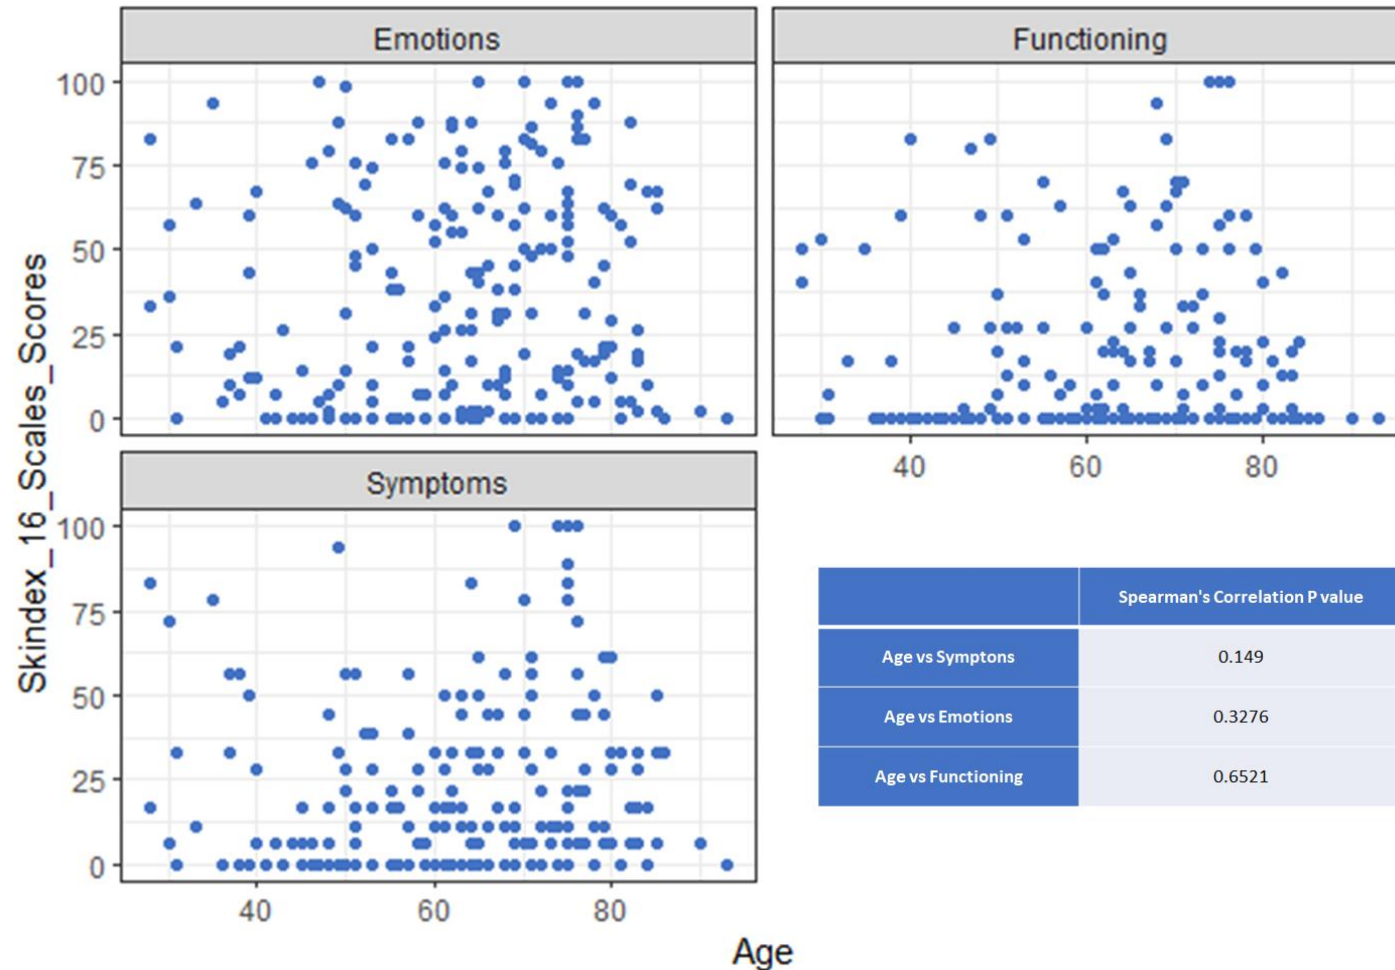 Emotions
Functioning
100
75
50
25
0
40
60
80
Symptoms
100
75
50
25
0
40
60
80
Skindex_16_Scales_Scores
Age
Spearman's Correlation P value
Age vs Symptons
0.149
Age vs Emotions
0.3276
Age vs Functioning
0.6521